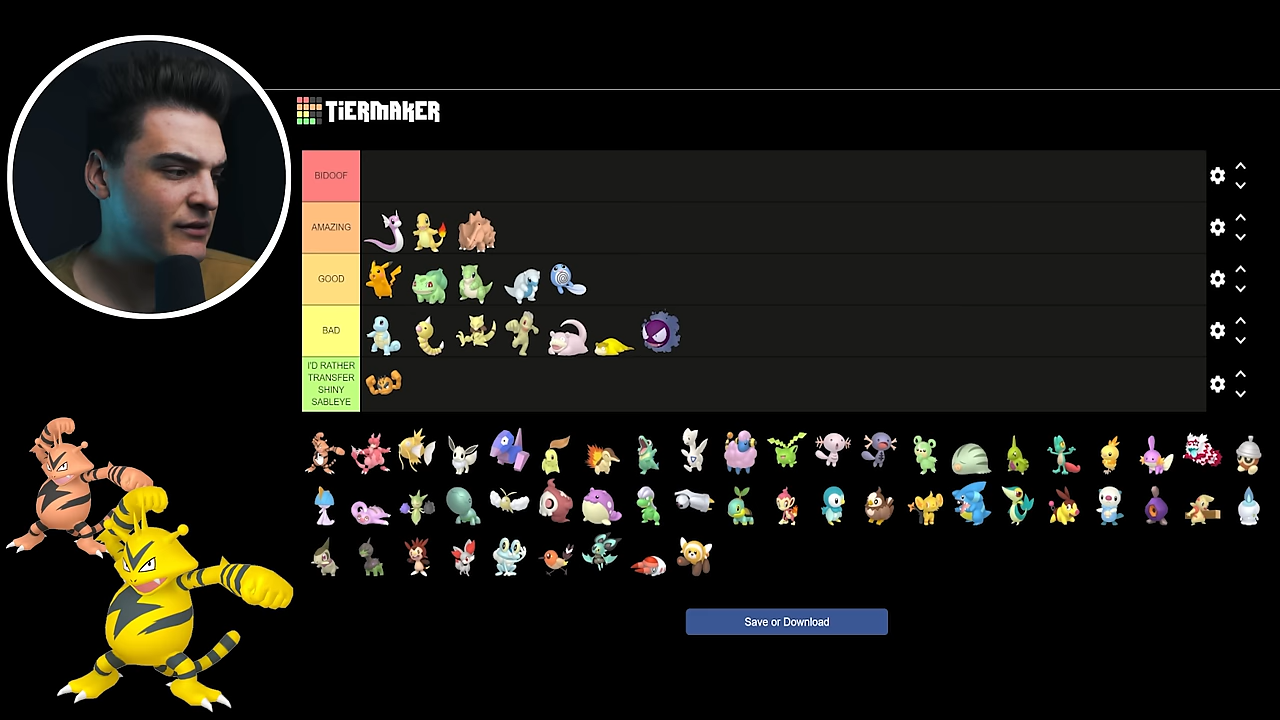 TiERMAKER
BIDOOF
AMAZING
GOOD
BAD
I'D RATHER
TRANSFER
SHINY
SABLEYE
Save or Download